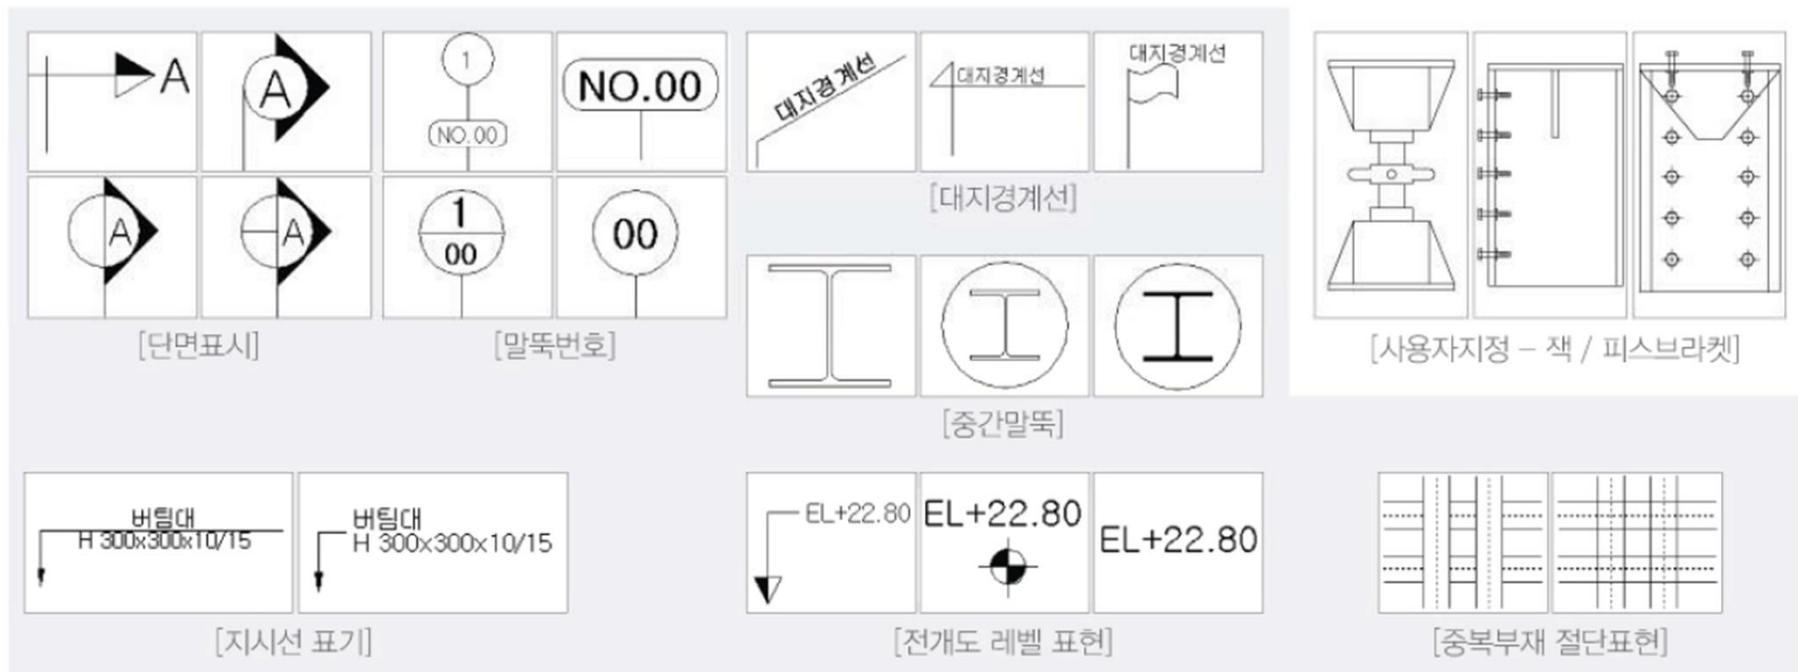 A
A
1
NO.00
NO.00
A
A
1
00
00
[단면표시]
[말뚝번호]
대지경계선
대지경계선
대지경계선
[대지경계선]
[중간말뚝]
[사용자지정 – 잭 / 피스브라켓]
버팀대
H 300x300x10/15
버팀대
H 300x300x10/15
[지시선 표기]
EL+22.80
EL+22.80
EL+22.80
[전개도 레벨 표현]
[중복부재 절단표현]